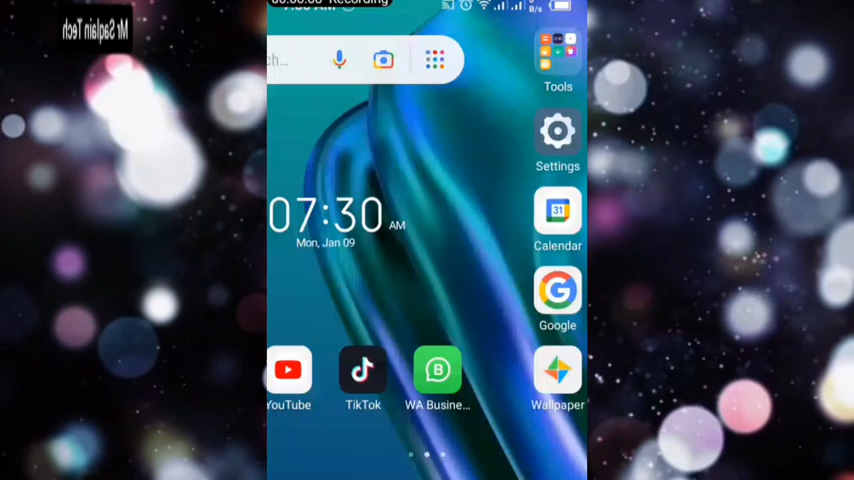 Mr Saqlain Tech
Recording
B/s
Tools
Settings
31
Calendar
07:30 AM
Mon, Jan 09
Google
YouTube
TikTok
WA Busine...
Wallpaper